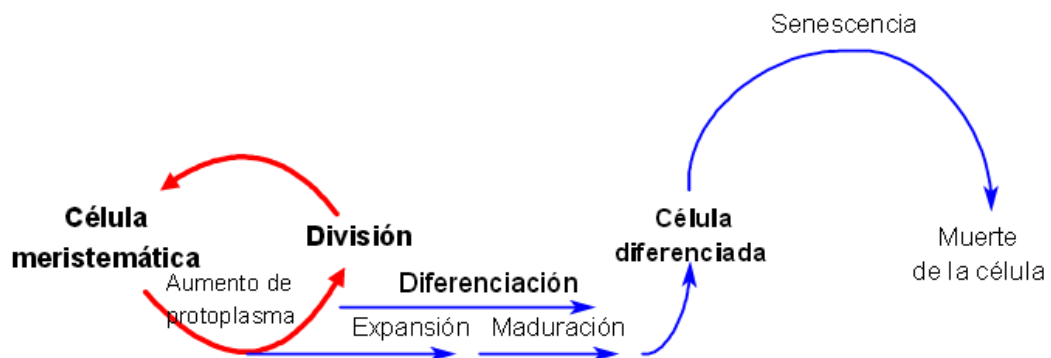 Senescencia
Célula
meristemática
División
Célula
diferenciada
Muerte
de la célula
Aumento de
protoplasma
Diferenciación
Expansión
Maduración